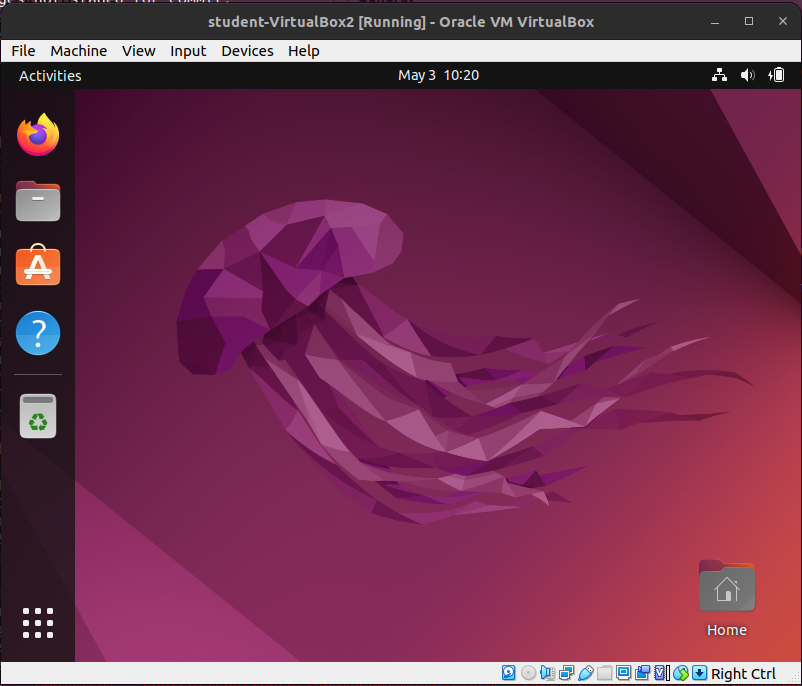 student-VirtualBox2 [Running] - Oracle VM VirtualBox
File Machine View Input Devices Help
Activities May 3 10:20
?
Home
Right Ctrl